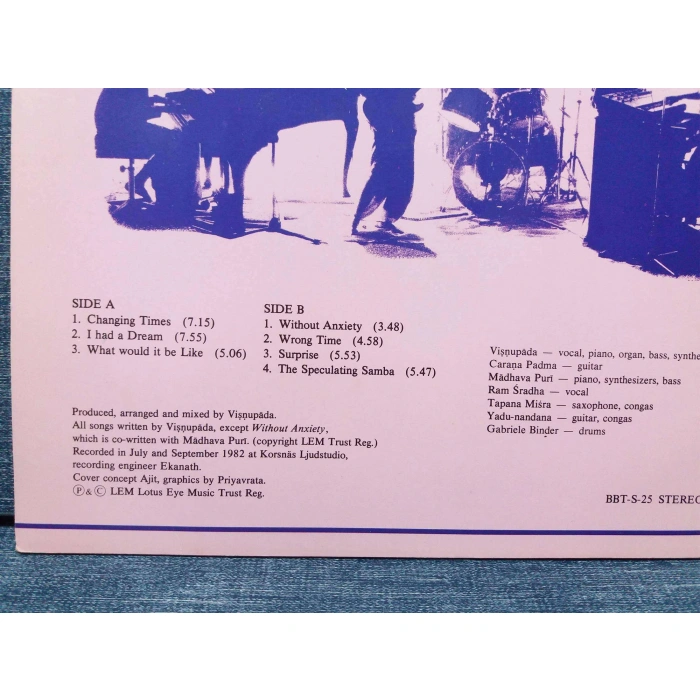 SIDE A
1. Changing Times (7.15)
2. I had a Dream (7.55)
3. What would it be Like (5.06)
SIDE B
1. Without Anxiety (3.48)
2. Wrong Time (4.58)
3. Surprise (5.53)
4. The Speculating Samba (5.47)
Viṣṇupāda — vocal, piano, organ, bass, synthe
Caraṇa Padma — guitar
Mādhava Purī — piano, synthesizers, bass
Ram Śradha — vocal
Tapana Miśra — saxophone, congas
Yadu-nandana — guitar, congas
Gabriele Binder — drums
Produced, arranged and mixed by Viṣṇupāda.
All songs written by Viṣṇupāda, except Without Anxiety,
which is co-written with Mādhava Purī. (copyright LEM Trust Reg.)
Recorded in July and September 1982 at Korsnäs Ljudstudio,
recording engineer Ekanath.
Cover concept Ajit, graphics by Priyavrata.
Ⓟ & Ⓒ LEM Lotus Eye Music Trust Reg.
BBT-S-25 STEREO